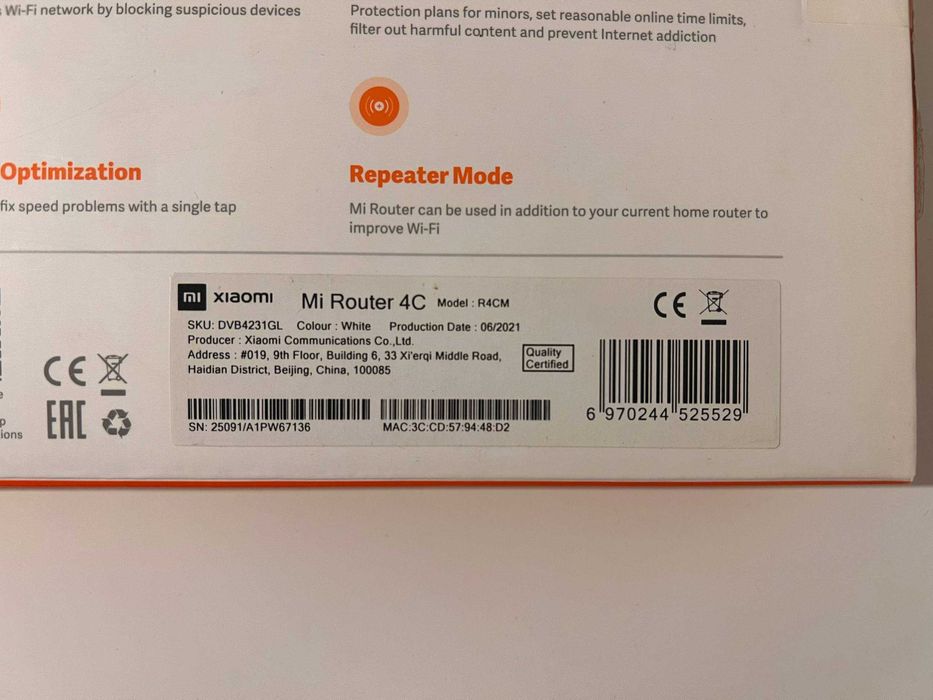 Wi-Fi network by blocking suspicious devices
Protection plans for minors, set reasonable online time limits,
filter out harmful content and prevent Internet addiction
Optimization
fix speed problems with a single tap
Repeater Mode
Mi Router can be used in addition to your current home router to
improve Wi-Fi
ions
CE
EAC
mi xiaomi Mi Router 4C Model : R4CM
SKU: DVB4231GL Colour : White Production Date : 06/2021
Producer : Xiaomi Communications Co.,Ltd.
Address : #019, 9th Floor, Building 6, 33 Xi'erqi Middle Road,
Haidian District, Beijing, China, 100085
Quality
Certified
SN: 25091/A1PW67136
MAC:3C:CD:57:94:48:D2
CE
6 970244 525529